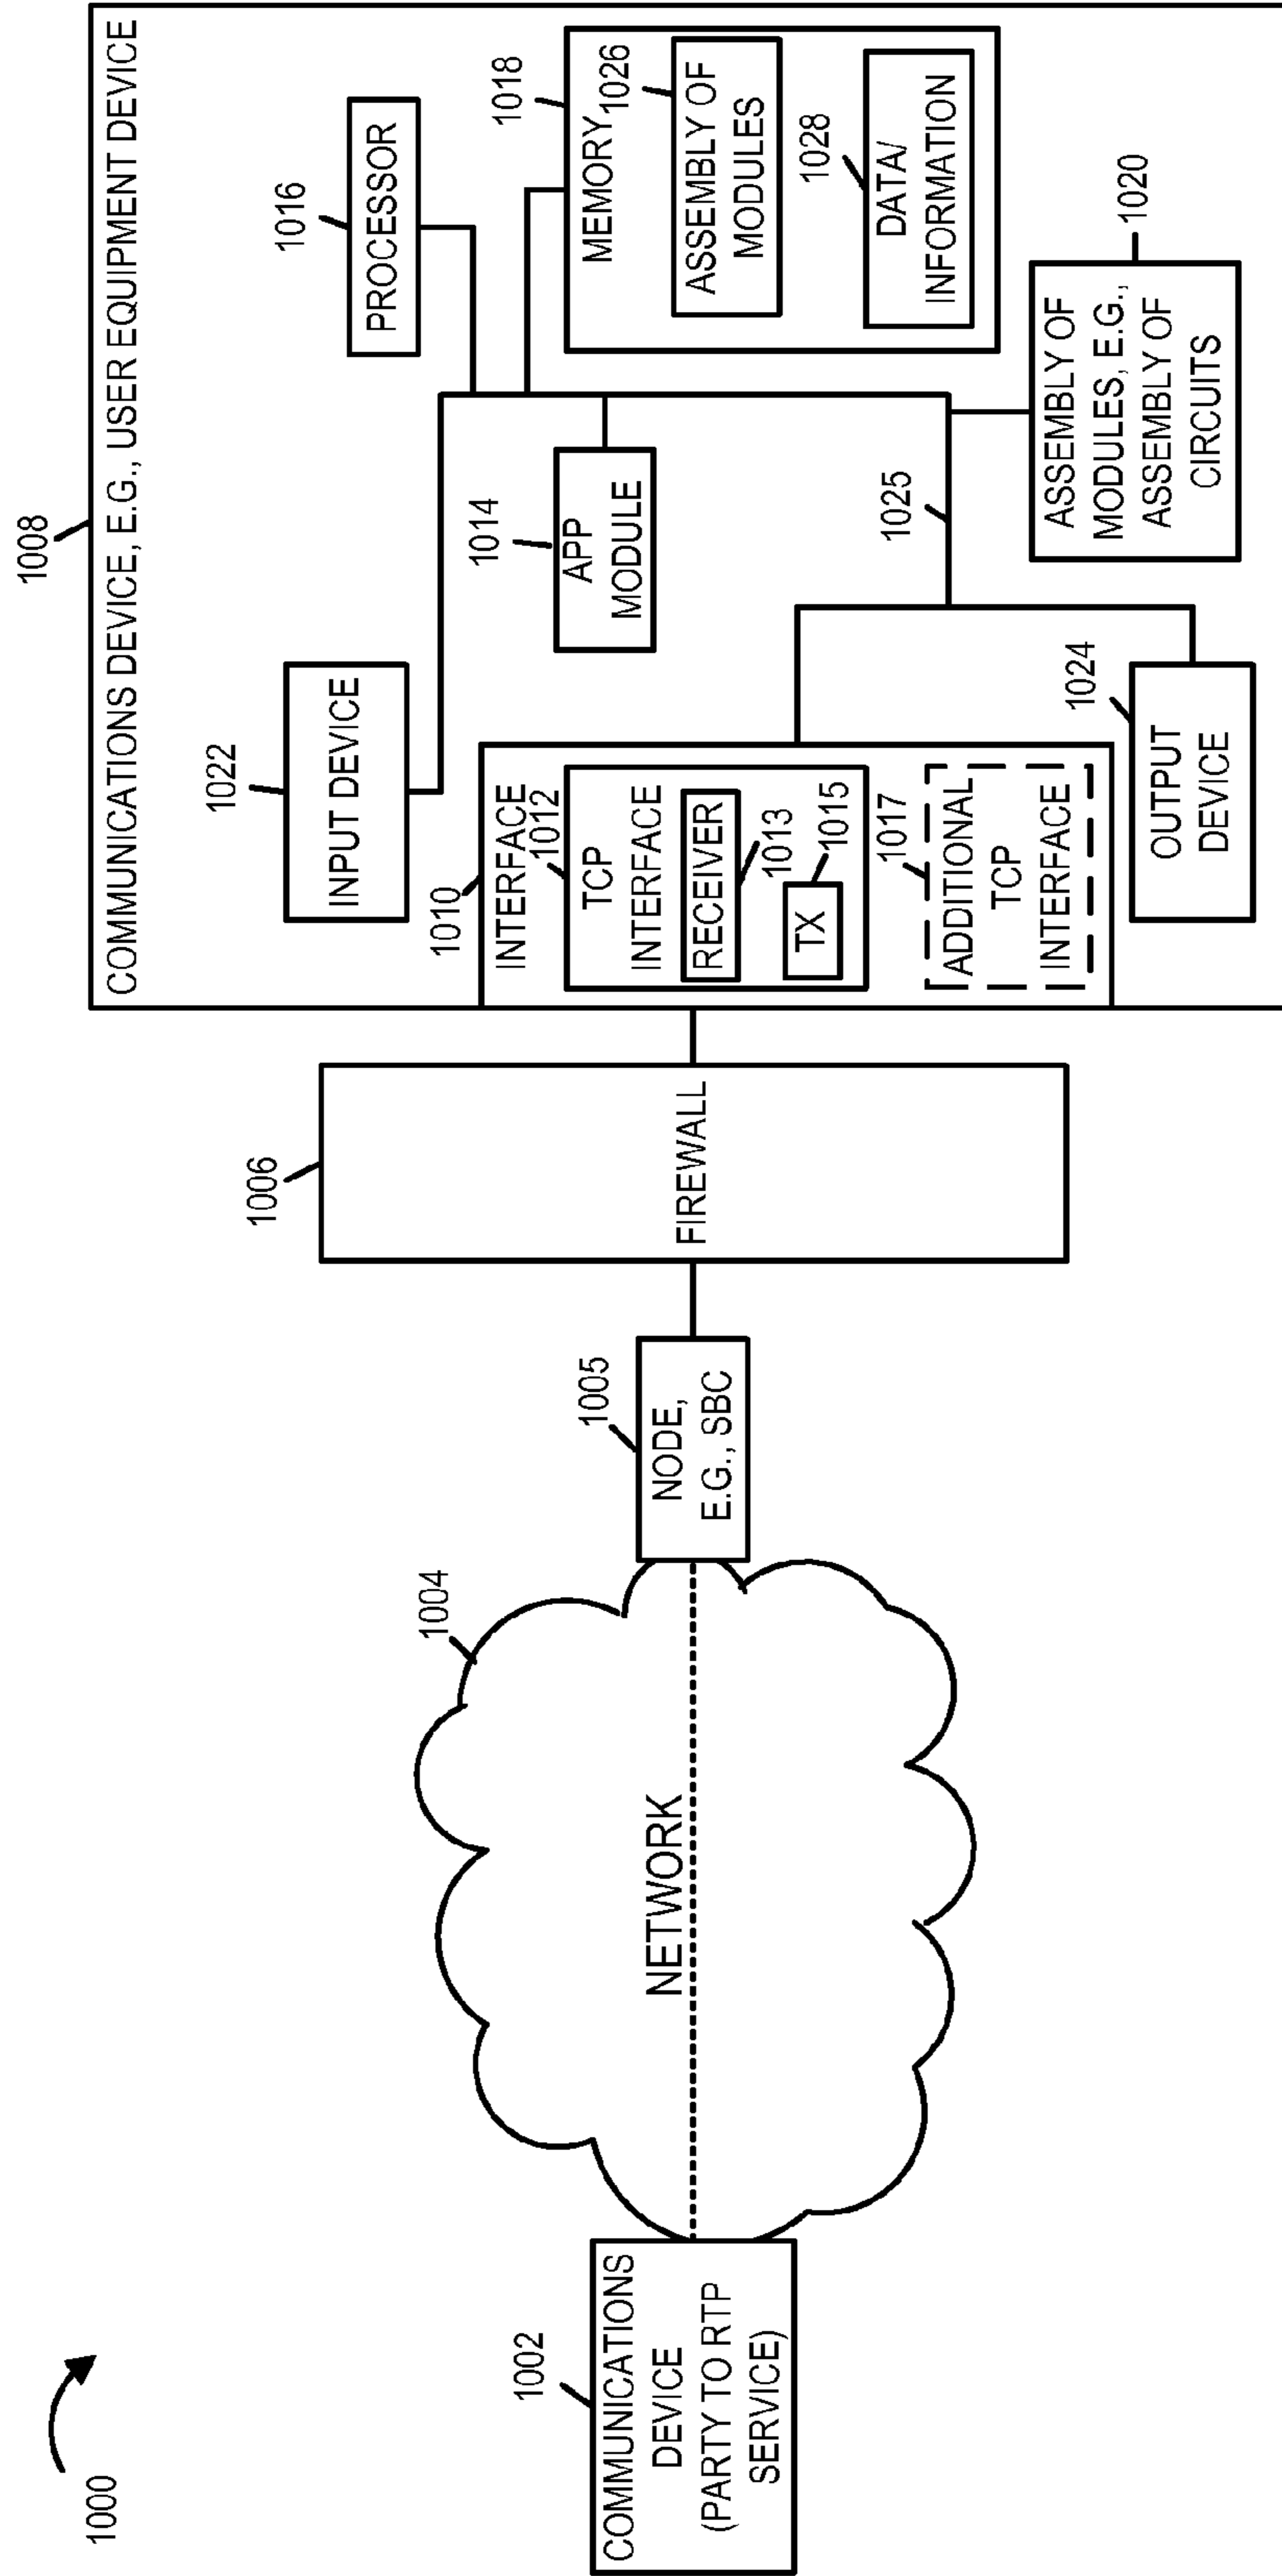 1000
1002
COMMUNICATIONS
DEVICE
(PARTY TO RTP
SERVICE)
1004
NETWORK
1005
NODE,
E.G., SBC
1006
FIREWALL
1008
COMMUNICATIONS DEVICE, E.G., USER EQUIPMENT DEVICE
1022
INPUT DEVICE
1016
PROCESSOR
1010
INTERFACE
1012
TCP
INTERFACE
RECEIVER
1013
TX
1015
1017
ADDITIONAL
TCP
INTERFACE
1014
APP
MODULE
1018
MEMORY
1026
ASSEMBLY OF
MODULES
1028
DATA/
INFORMATION
1025
1024
OUTPUT
DEVICE
1020
ASSEMBLY OF
MODULES, E.G.,
ASSEMBLY OF
CIRCUITS